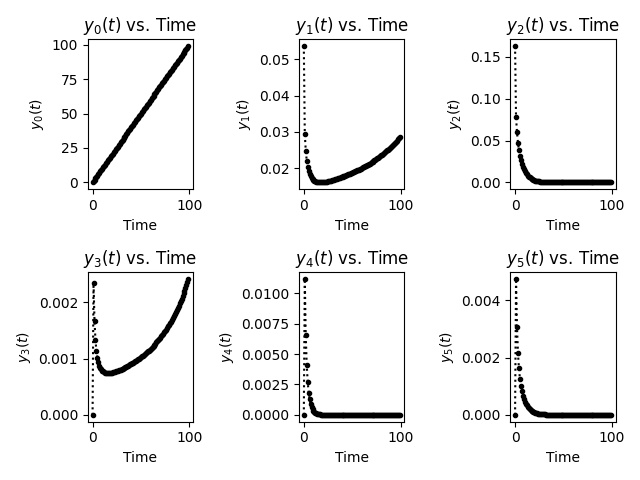 y₀(t) vs. Time
y₁(t) vs. Time
y₂(t) vs. Time
100
75
50
25
0
y₀(t)
0
100
Time
0.05
0.04
0.03
0.02
y₁(t)
0
100
Time
0.15
0.10
0.05
0.00
y₂(t)
0
100
Time
y₃(t) vs. Time
y₄(t) vs. Time
y₅(t) vs. Time
0.002
0.001
0.000
y₃(t)
0
100
Time
0.0100
0.0075
0.0050
0.0025
0.0000
y₄(t)
0
100
Time
0.004
0.002
0.000
y₅(t)
0
100
Time